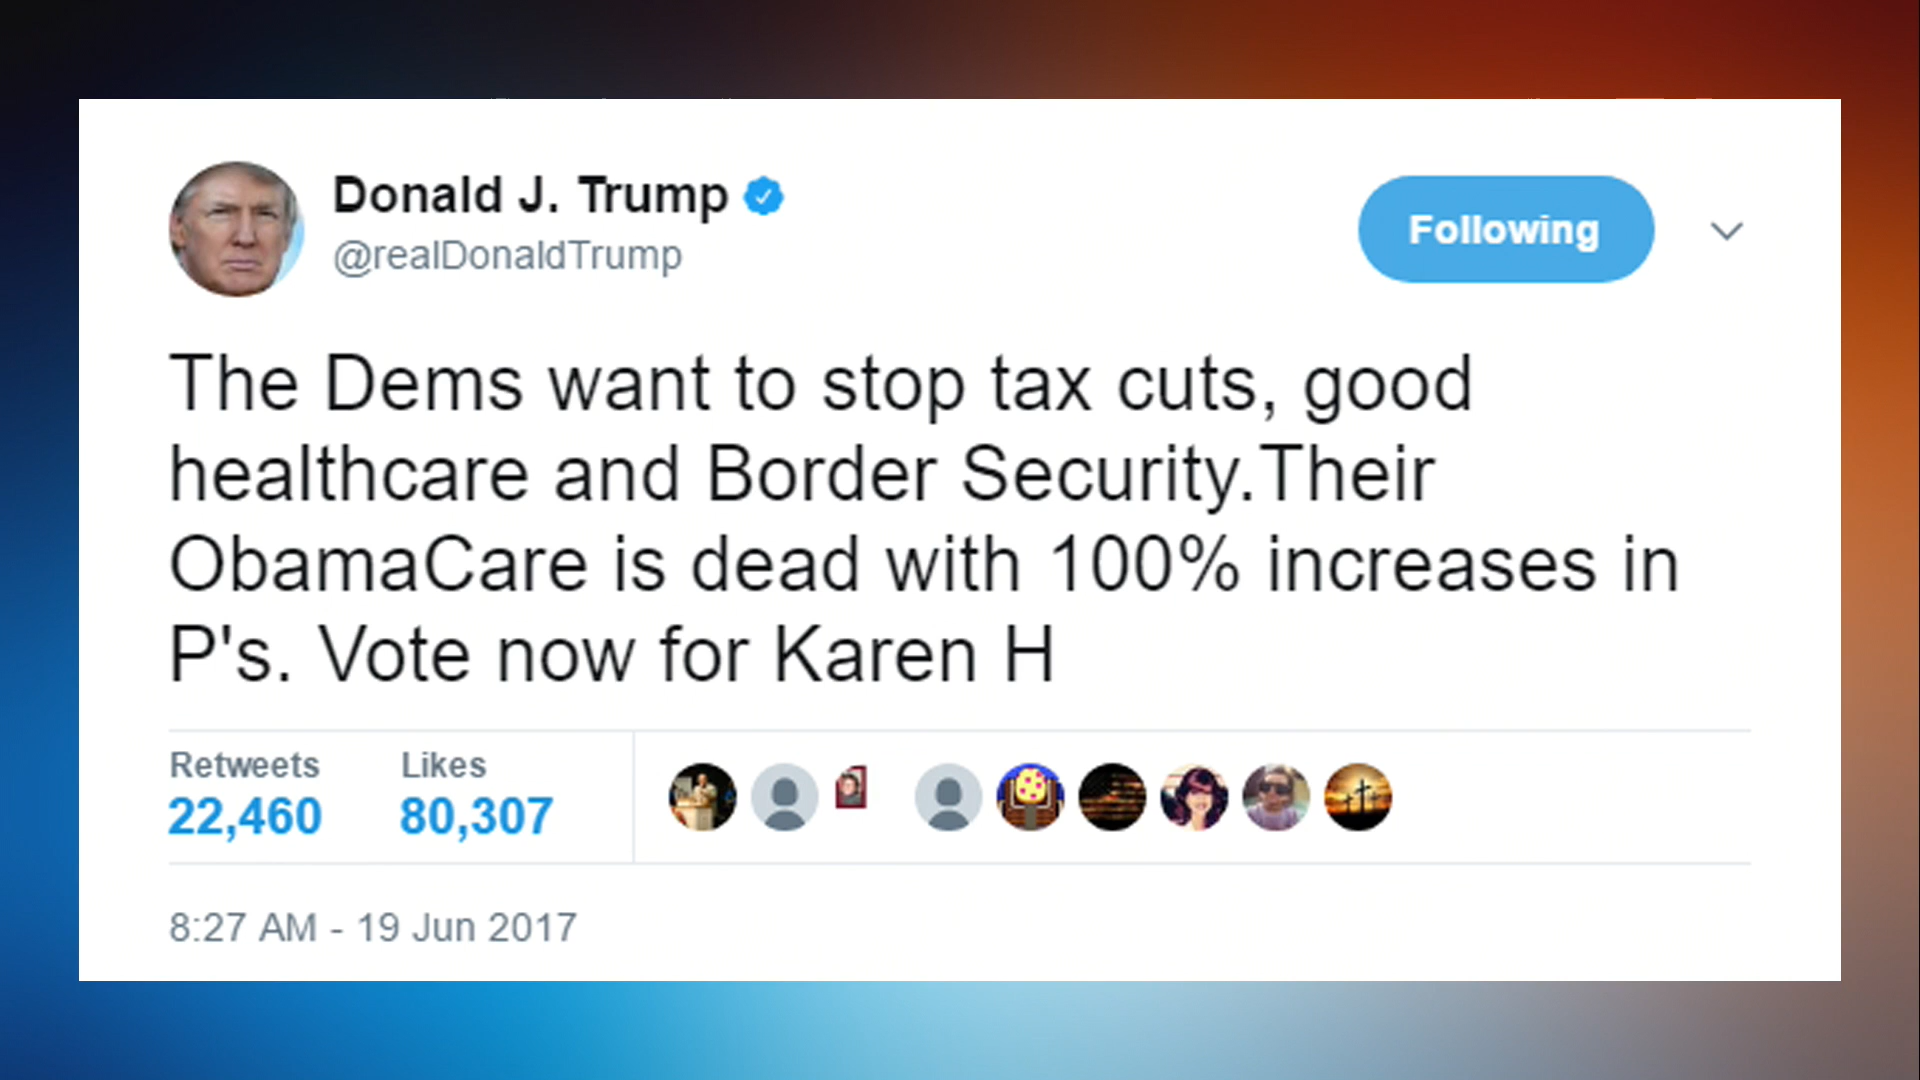 Donald J. Trump
@realDonaldTrump
Following
The Dems want to stop tax cuts, good
healthcare and Border Security.Their
ObamaCare is dead with 100% increases in
P's. Vote now for Karen H
Retweets
22,460
Likes
80,307
8:27 AM - 19 Jun 2017